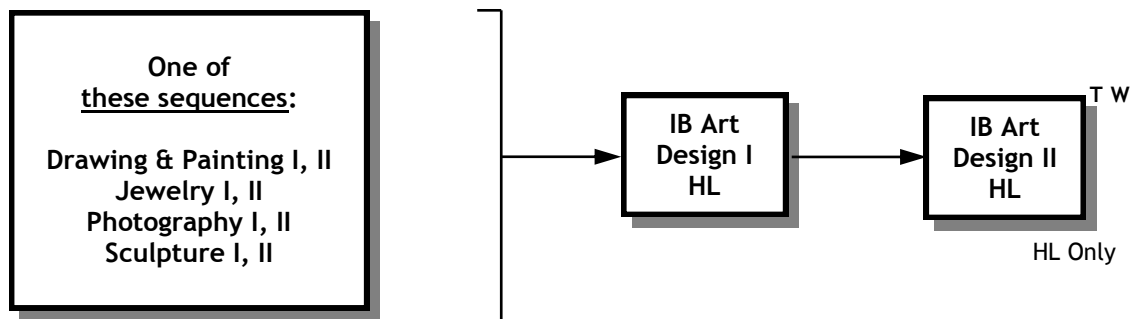 One of
these sequences:
Drawing & Painting I, II
Jewelry I, II
Photography I, II
Sculpture I, II
IB Art
Design I
HL
T W
IB Art
Design II
HL
HL Only